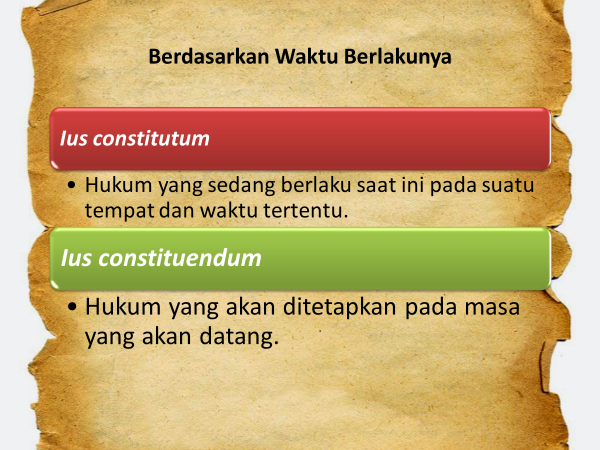 Berdasarkan Waktu Berlakunya
Ius constitutum
• Hukum yang sedang berlaku saat ini pada suatu
tempat dan waktu tertentu.
Ius constituendum
• Hukum yang akan ditetapkan pada masa
yang akan datang.